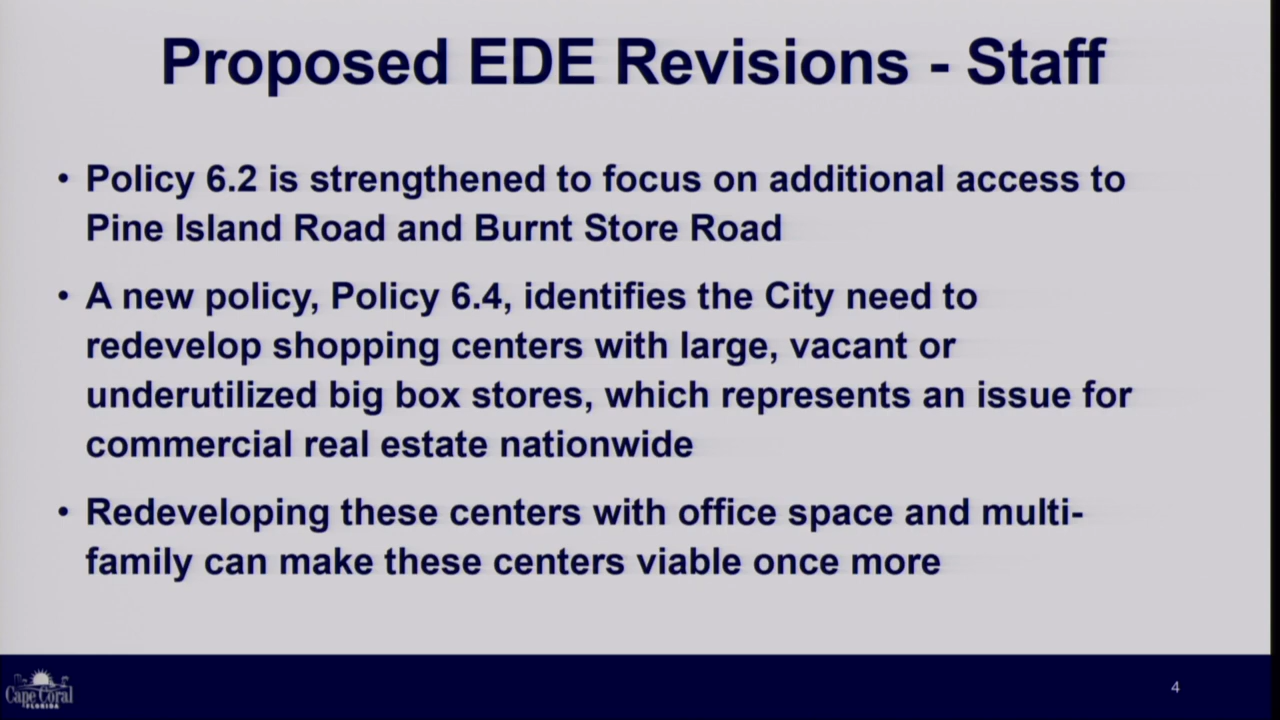 Proposed EDE Revisions - Staff
• Policy 6.2 is strengthened to focus on additional access to
Pine Island Road and Burnt Store Road
• A new policy, Policy 6.4, identifies the City need to
redevelop shopping centers with large, vacant or
underutilized big box stores, which represents an issue for
commercial real estate nationwide
• Redeveloping these centers with office space and multi-
family can make these centers viable once more
Cape Coral
FLORIDA
4